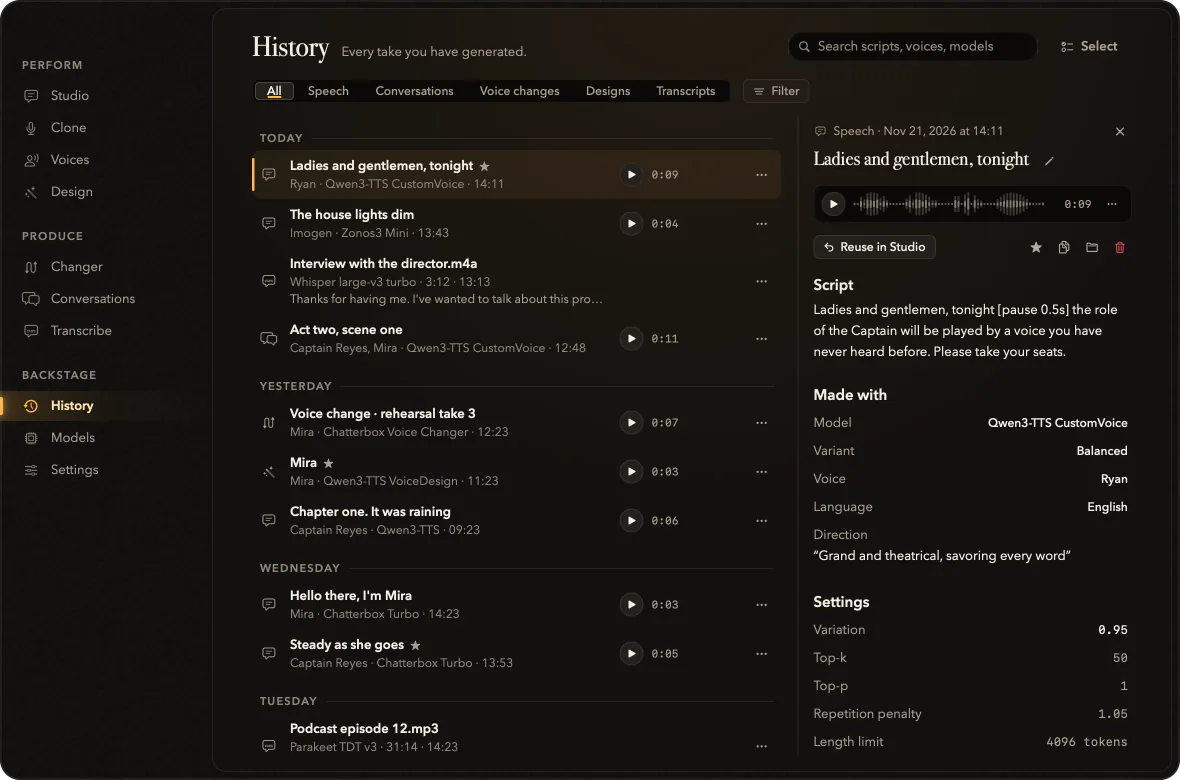 PERFORM
Studio
Clone
Voices
Design
PRODUCE
Changer
Conversations
Transcribe
BACKSTAGE
History
Models
Settings
History Every take you have generated.
Search scripts, voices, models
Select
All Speech Conversations Voice changes Designs Transcripts Filter
TODAY
Ladies and gentlemen, tonight ★
Ryan · Qwen3-TTS CustomVoice · 14:11
0:09
The house lights dim
Imogen · Zonos3 Mini · 13:43
0:04
Interview with the director.m4a
Whisper large-v3 turbo · 3:12 · 13:13
Thanks for having me. I've wanted to talk about this pro…
Act two, scene one
Captain Reyes, Mira · Qwen3-TTS CustomVoice · 12:48
0:11
YESTERDAY
Voice change · rehearsal take 3
Mira · Chatterbox Voice Changer · 12:23
0:07
Mira ★
Mira · Qwen3-TTS VoiceDesign · 11:23
0:03
Chapter one. It was raining
Captain Reyes · Qwen3-TTS · 09:23
0:06
WEDNESDAY
Hello there, I'm Mira
Mira · Chatterbox Turbo · 14:23
0:03
Steady as she goes ★
Captain Reyes · Chatterbox Turbo · 13:53
0:05
TUESDAY
Podcast episode 12.mp3
Parakeet TDT v3 · 31:14 · 14:23
Speech · Nov 21, 2026 at 14:11
Ladies and gentlemen, tonight
0:09
Reuse in Studio
Script
Ladies and gentlemen, tonight [pause 0.5s] the role
of the Captain will be played by a voice you have
never heard before. Please take your seats.
Made with
Model Qwen3-TTS CustomVoice
Variant Balanced
Voice Ryan
Language English
Direction
“Grand and theatrical, savoring every word”
Settings
Variation 0.95
Top-k 50
Top-p 1
Repetition penalty 1.05
Length limit 4096 tokens